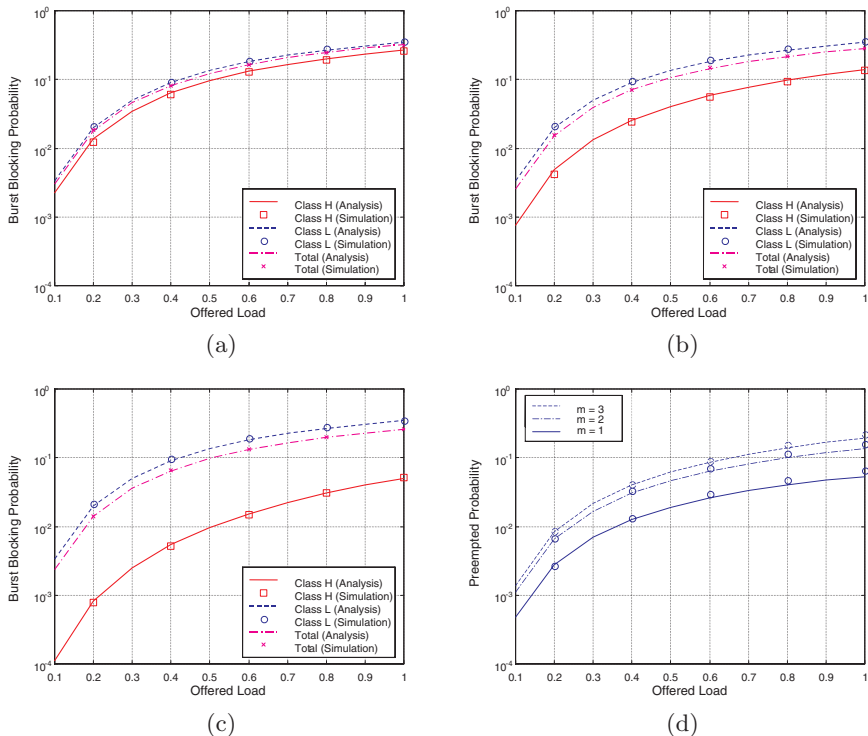 Burst Blocking Probability
10^0
10^-1
10^-2
10^-3
10^-4
Class H (Analysis)
Class H (Simulation)
Class L (Analysis)
Class L (Simulation)
Total (Analysis)
Total (Simulation)
0.1 0.2 0.3 0.4 0.5 0.6 0.7 0.8 0.9 1
Offered Load
(a)
Burst Blocking Probability
10^0
10^-1
10^-2
10^-3
10^-4
Class H (Analysis)
Class H (Simulation)
Class L (Analysis)
Class L (Simulation)
Total (Analysis)
Total (Simulation)
0.1 0.2 0.3 0.4 0.5 0.6 0.7 0.8 0.9 1
Offered Load
(b)
Burst Blocking Probability
10^0
10^-1
10^-2
10^-3
10^-4
Class H (Analysis)
Class H (Simulation)
Class L (Analysis)
Class L (Simulation)
Total (Analysis)
Total (Simulation)
0.1 0.2 0.3 0.4 0.5 0.6 0.7 0.8 0.9 1
Offered Load
(c)
Preempted Probability
10^0
10^-1
10^-2
10^-3
10^-4
m = 3
m = 2
m = 1
0.1 0.2 0.3 0.4 0.5 0.6 0.7 0.8 0.9 1
Offered Load
(d)